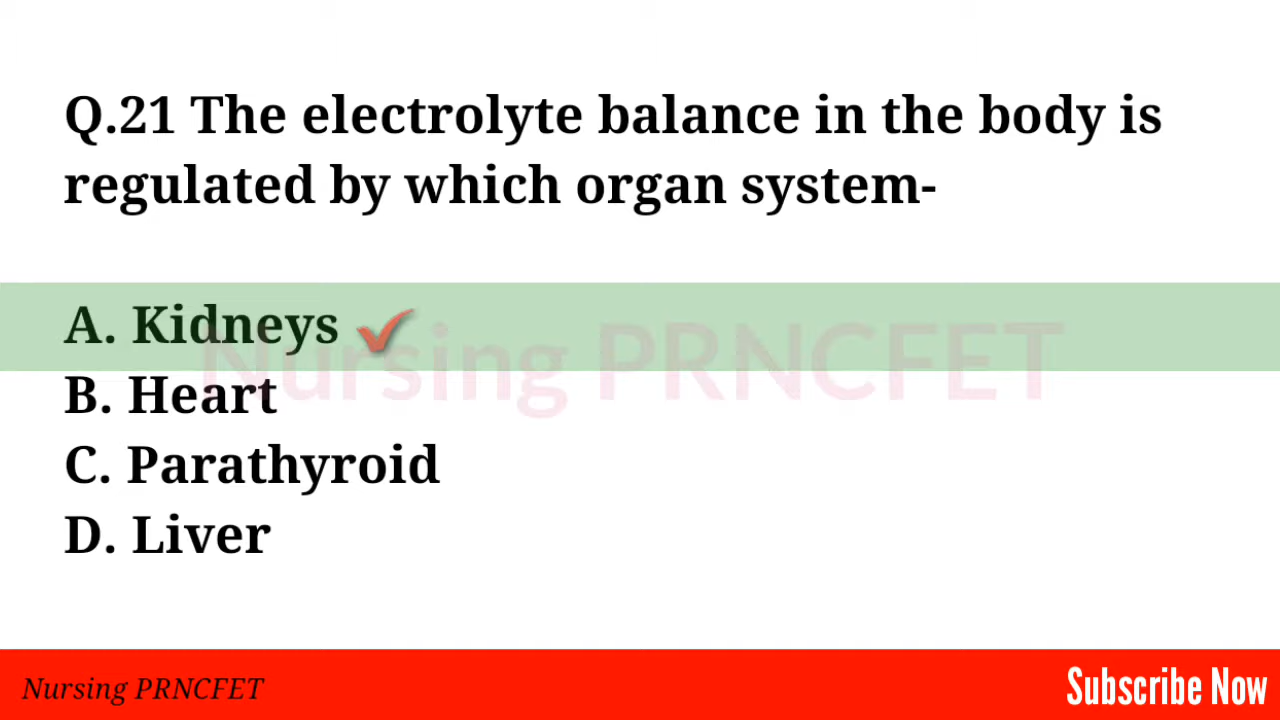 Q.21 The electrolyte balance in the body is
regulated by which organ system-
A. Kidneys
Nursing PRNCFET
B. Heart
C. Parathyroid
D. Liver
Nursing PRNCFET
Subscribe Now